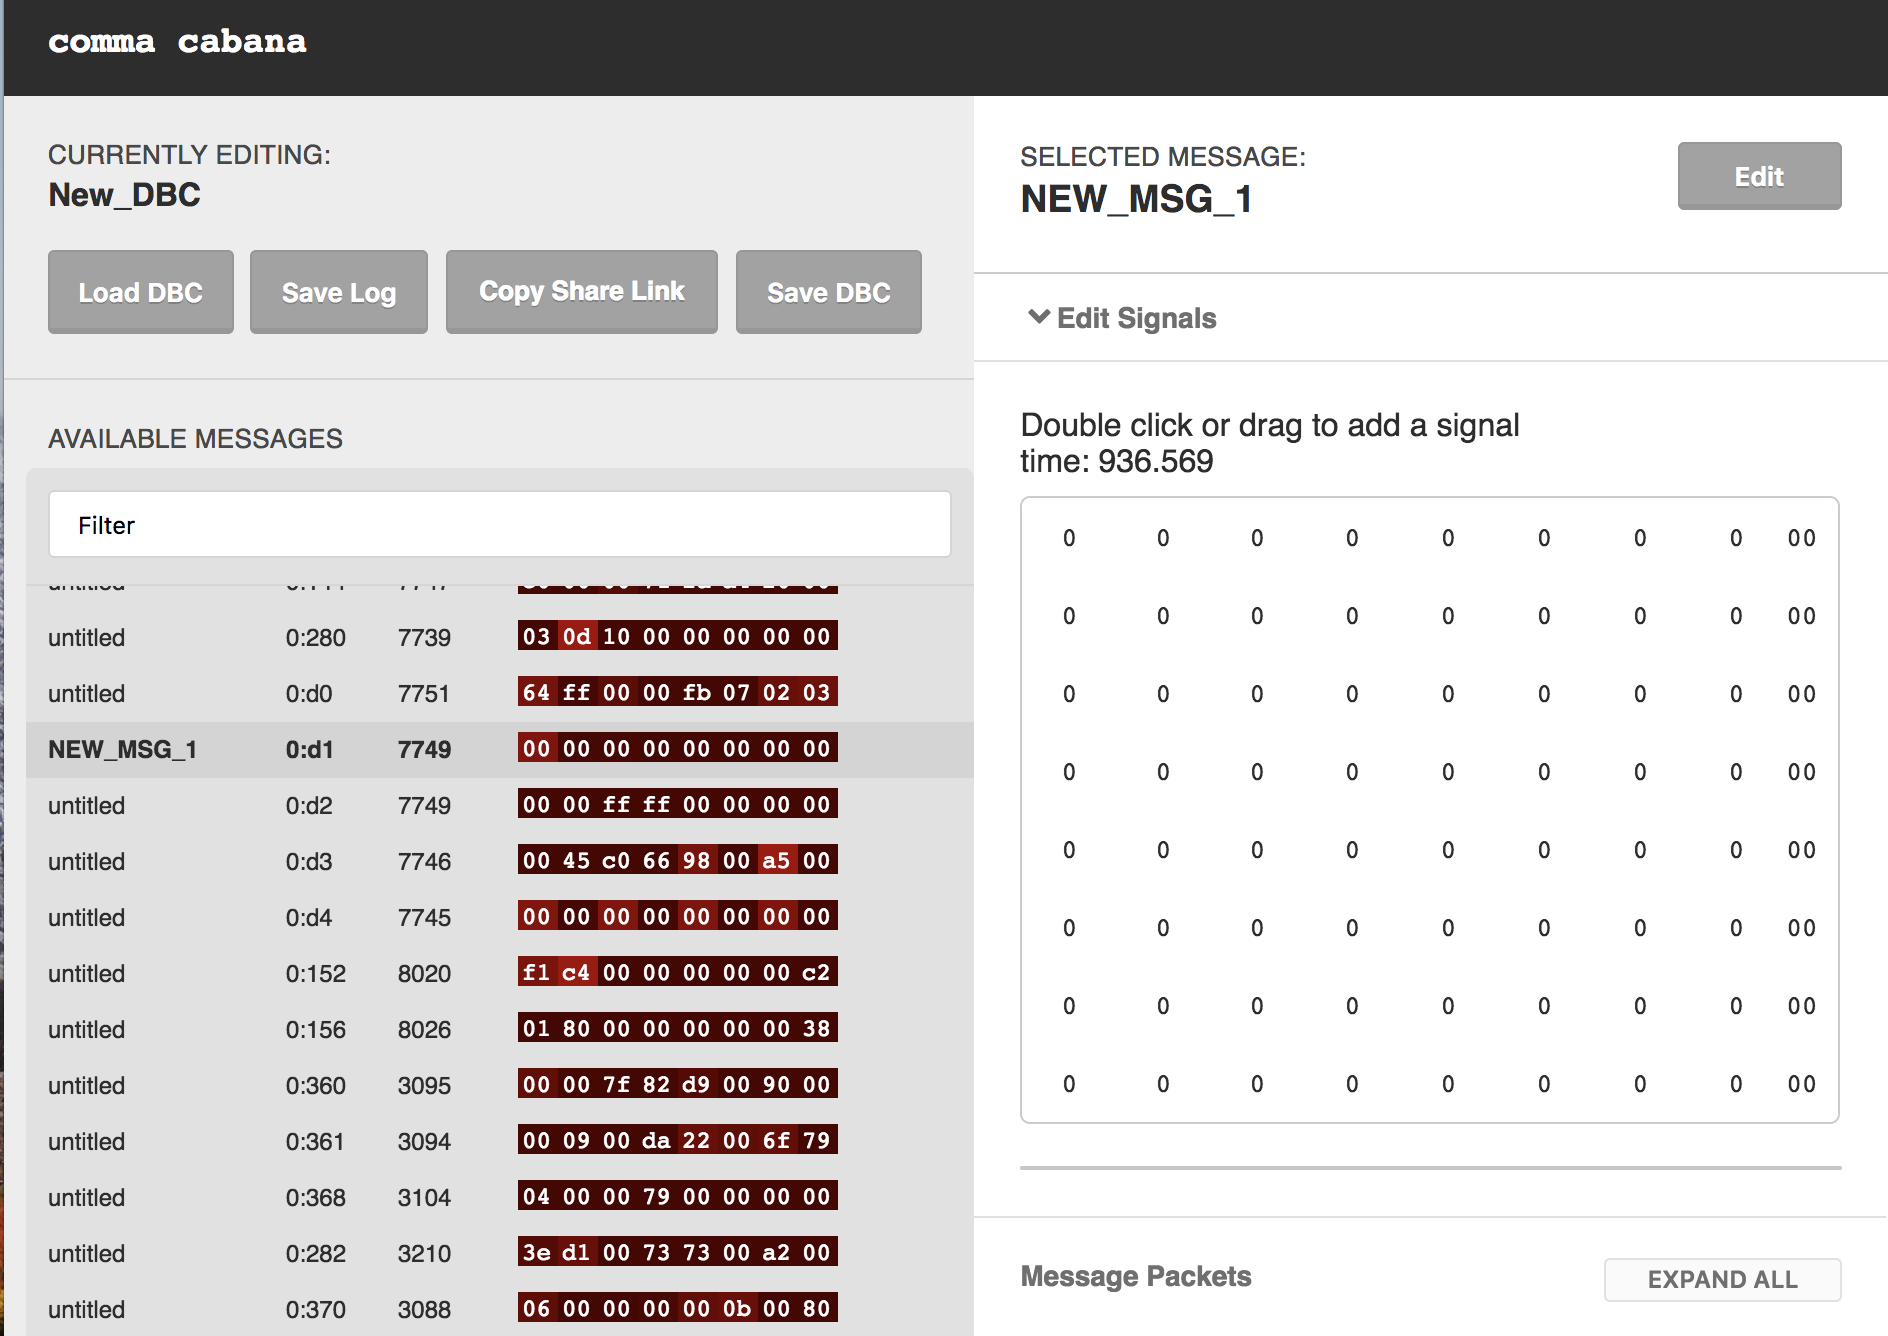 comma cabana
CURRENTLY EDITING:
New_DBC
Load DBC Save Log Copy Share Link Save DBC
AVAILABLE MESSAGES
Filter
untitled 0:280 7739 03 0d 10 00 00 00 00 00
untitled 0:d0 7751 64 ff 00 00 fb 07 02 03
NEW_MSG_1 0:d1 7749 00 00 00 00 00 00 00 00
untitled 0:d2 7749 00 00 ff ff 00 00 00 00
untitled 0:d3 7746 00 45 c0 66 98 00 a5 00
untitled 0:d4 7745 00 00 00 00 00 00 00 00
untitled 0:152 8020 f1 c4 00 00 00 00 00 c2
untitled 0:156 8026 01 80 00 00 00 00 00 38
untitled 0:360 3095 00 00 7f 82 d9 00 90 00
untitled 0:361 3094 00 09 00 da 22 00 6f 79
untitled 0:368 3104 04 00 00 79 00 00 00 00
untitled 0:282 3210 3e d1 00 73 73 00 a2 00
untitled 0:370 3088 06 00 00 00 00 0b 00 80
SELECTED MESSAGE:
NEW_MSG_1
Edit
Edit Signals
Double click or drag to add a signal
time: 936.569
0 0 0 0 0 0 0 0 00
0 0 0 0 0 0 0 0 00
0 0 0 0 0 0 0 0 00
0 0 0 0 0 0 0 0 00
0 0 0 0 0 0 0 0 00
0 0 0 0 0 0 0 0 00
0 0 0 0 0 0 0 0 00
0 0 0 0 0 0 0 0 00
Message Packets
EXPAND ALL